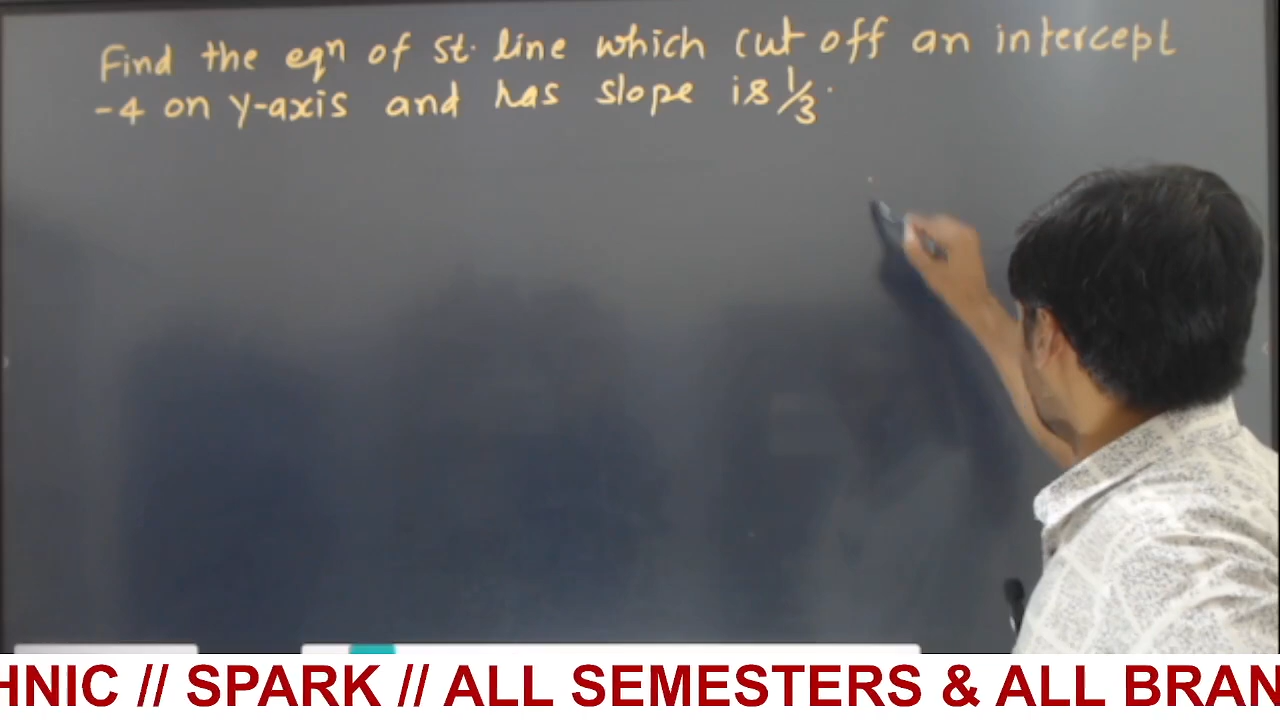 Find the eqn of st. line which cut off an intercept
-4 on y-axis and has slope is 1/3.
HNIC // SPARK // ALL SEMESTERS & ALL BRAN